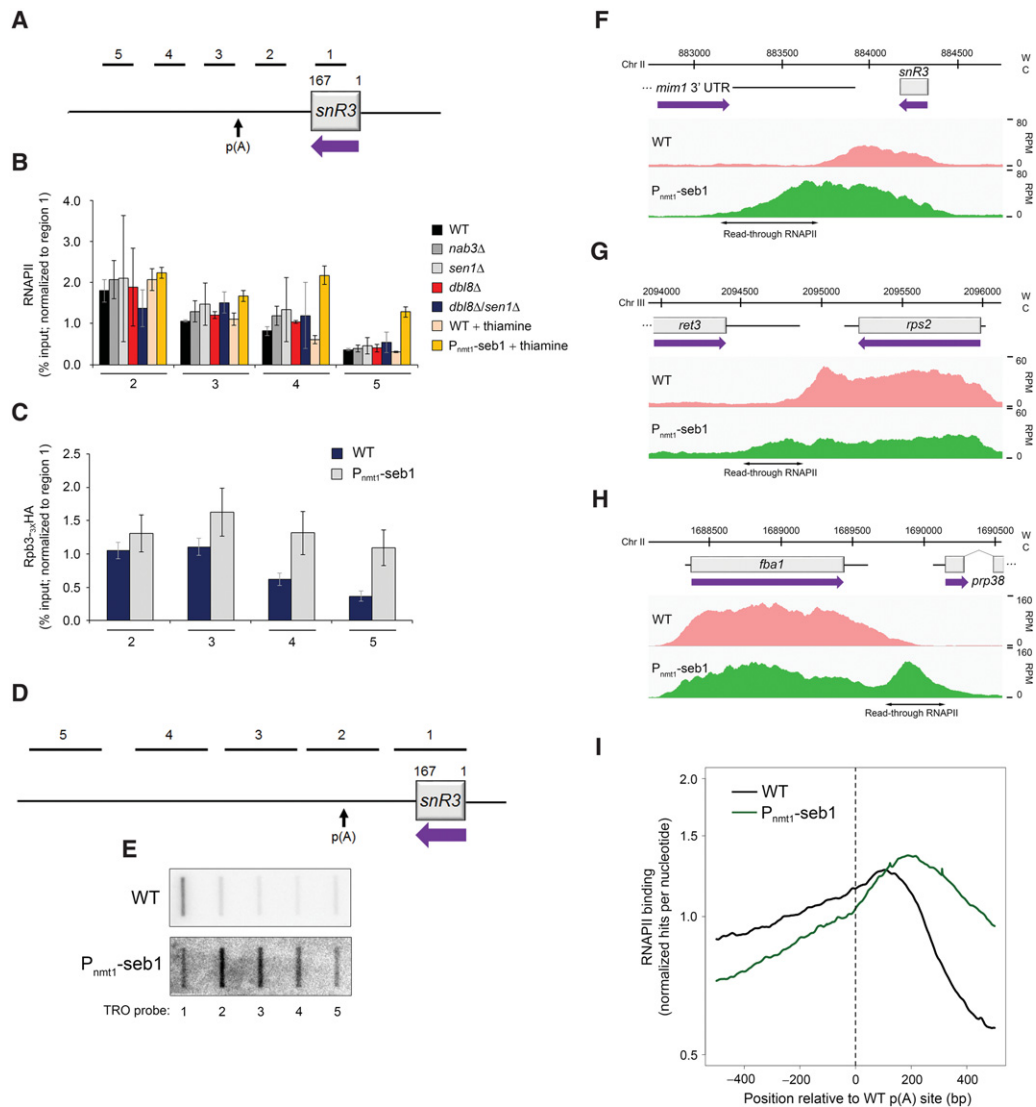 A
5 4 3 2 1
167 1
snR3
p(A)
B
RNAPII
(% input; normalized to region 1)
4.0
3.0
2.0
1.0
0.0
2 3 4 5
WT
nab3Δ
sen1Δ
dbl8Δ
dbl8Δ/sen1Δ
WT + thiamine
Pnmt1-seb1 + thiamine
C
Rpb3-3XHA
(% input; normalized to region 1)
2.5
2.0
1.5
1.0
0.5
0.0
2 3 4 5
WT
Pnmt1-seb1
D
5 4 3 2 1
167 1
snR3
p(A)
E
WT
Pnmt1-seb1
TRO probe: 1 2 3 4 5
F
883000 883500 884000 884500
Chr II
W
C
... mim1 3' UTR
snR3
WT
80
0
RPM
Pnmt1-seb1
80
0
RPM
Read-through RNAPII
G
2094000 2094500 2095000 2095500 2096000
Chr III
W
C
... ret3
rps2
WT
60
0
RPM
Pnmt1-seb1
60
0
RPM
Read-through RNAPII
H
1688500 1689000 1689500 1690000 1690500
Chr II
W
C
fba1
prp38
...
WT
160
0
RPM
Pnmt1-seb1
160
0
RPM
Read-through RNAPII
I
RNAPII binding
(normalized hits per nucleotide)
2.0
1.5
1.0
0.5
WT
Pnmt1-seb1
−400 −200 0 200 400
Position relative to WT p(A) site (bp)